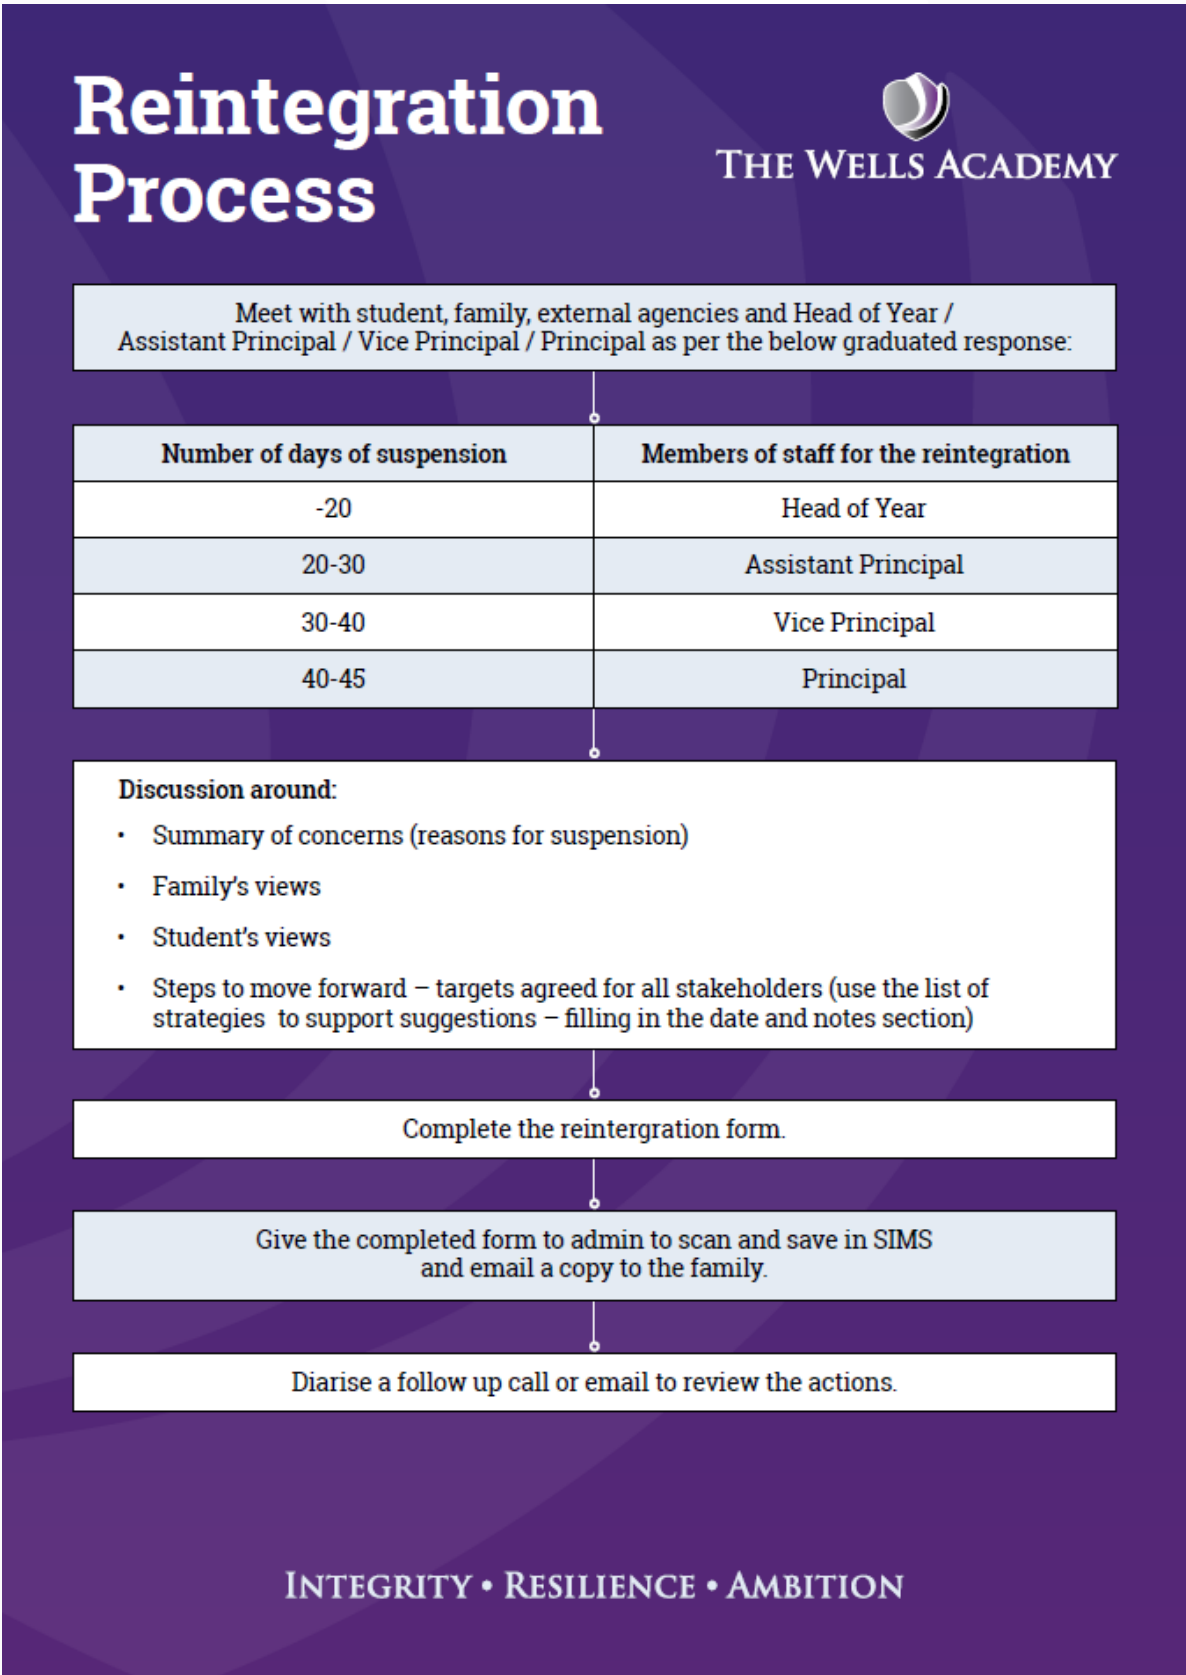 Reintegration
Process
THE WELLS ACADEMY
Meet with student, family, external agencies and Head of Year /
Assistant Principal / Vice Principal / Principal as per the below graduated response:
Number of days of suspension
Members of staff for the reintegration
-20
Head of Year
20-30
Assistant Principal
30-40
Vice Principal
40-45
Principal
Discussion around:
• Summary of concerns (reasons for suspension)
• Family's views
• Student's views
• Steps to move forward – targets agreed for all stakeholders (use the list of
strategies  to support suggestions – filling in the date and notes section)
Complete the reintergration form.
Give the completed form to admin to scan and save in SIMS
and email a copy to the family.
Diarise a follow up call or email to review the actions.
INTEGRITY • RESILIENCE • AMBITION